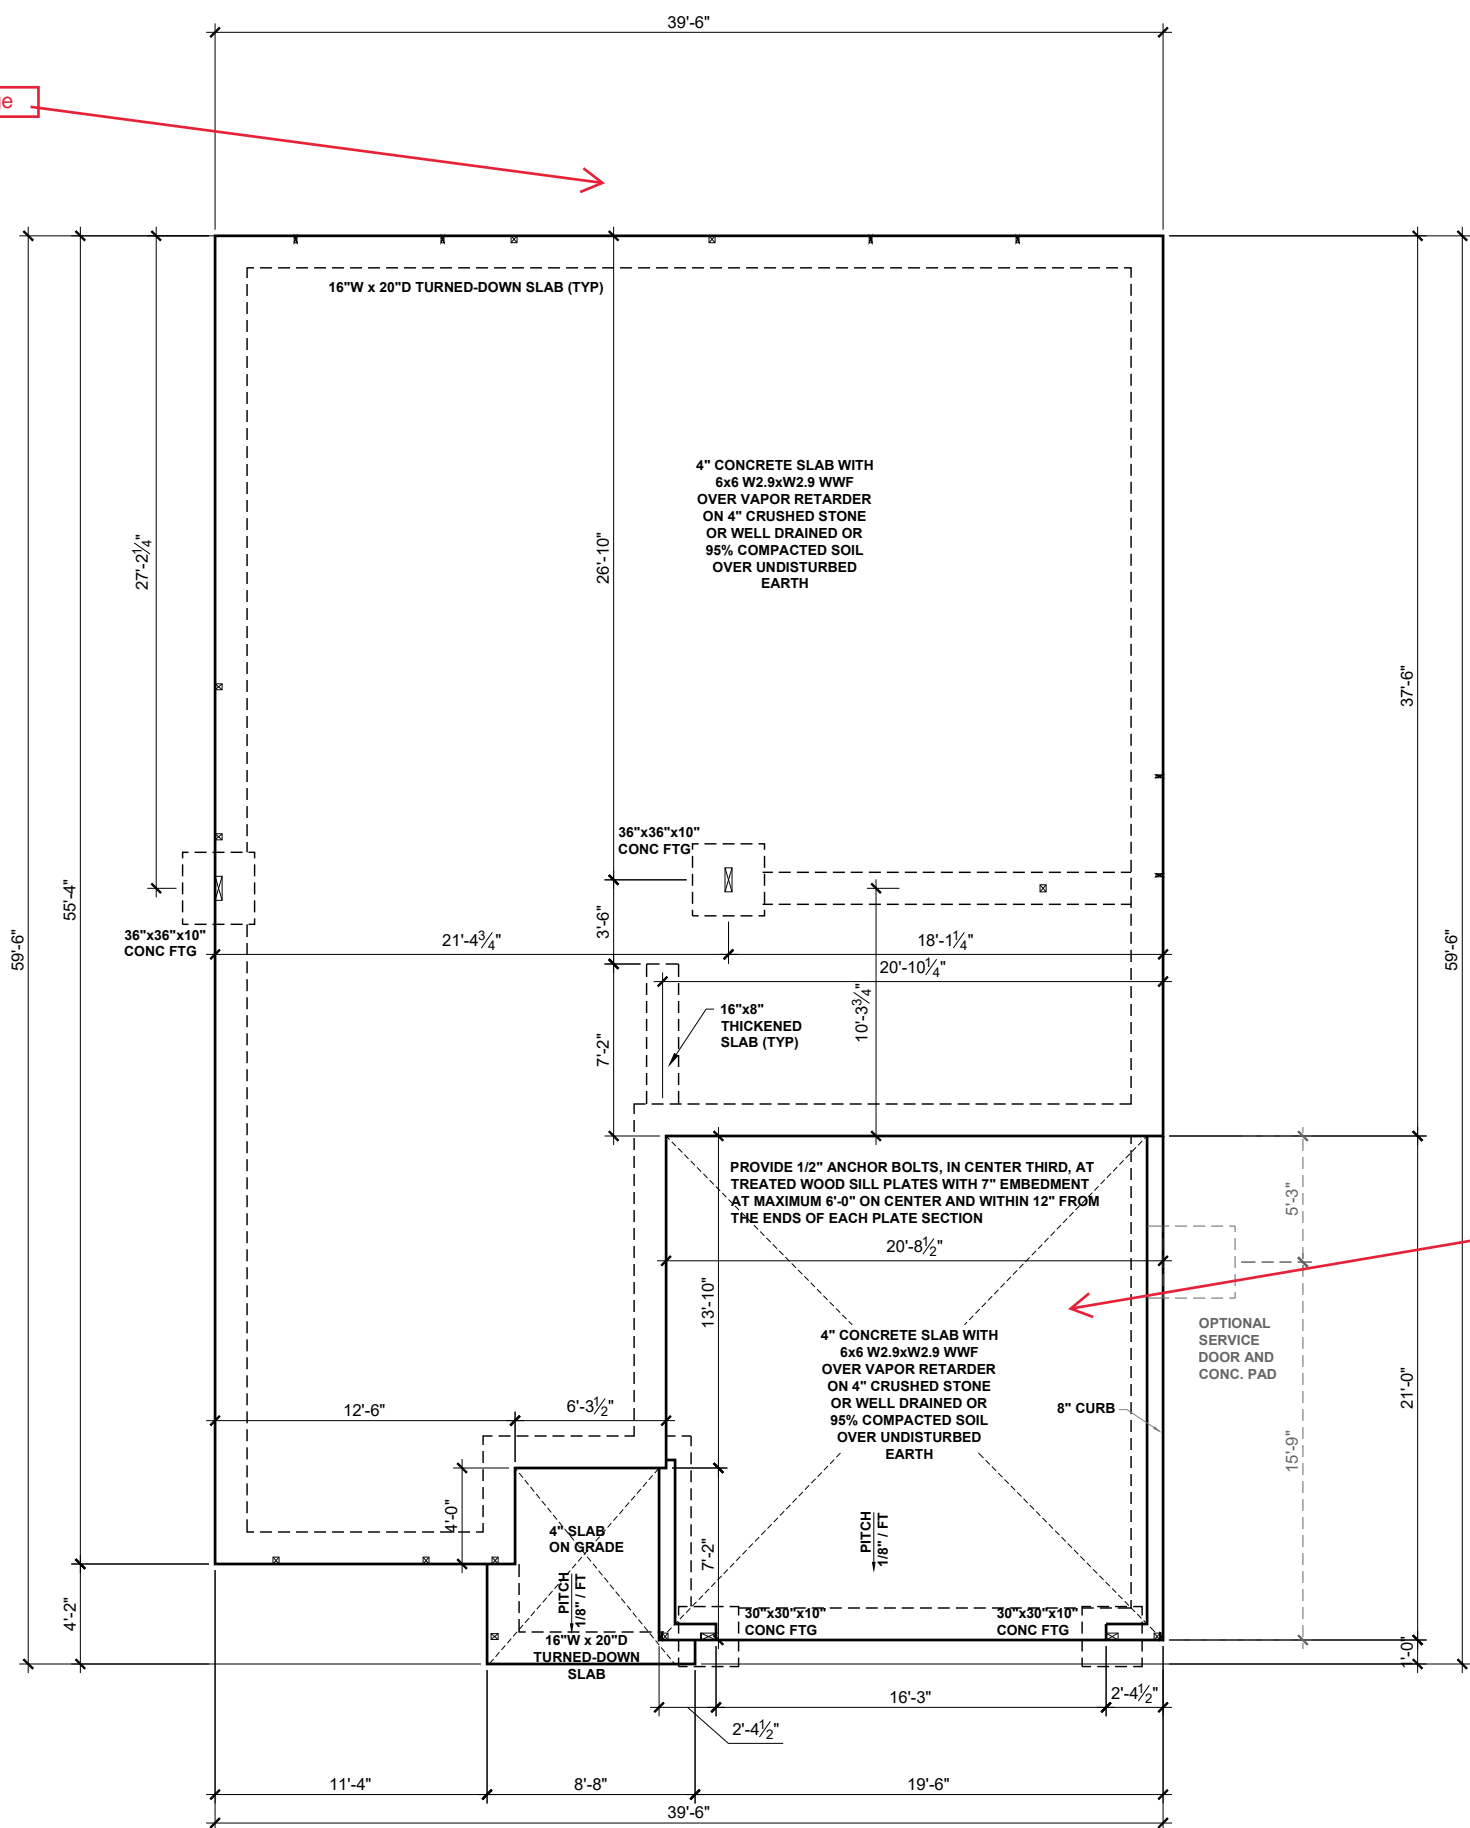 39'-6"
ge
16"W x 20"D TURNED-DOWN SLAB (TYP)
4" CONCRETE SLAB WITH
6x6 W2.9xW2.9 WWF
OVER VAPOR RETARDER
ON 4" CRUSHED STONE
OR WELL DRAINED OR
95% COMPACTED SOIL
OVER UNDISTURBED
EARTH
27'-2¼"
26'-10"
37'-6"
36"x36"x10"
CONC FTG
55'-4"
59'-6"
36"x36"x10"
CONC FTG
21'-4¾"
3'-6"
18'-1¼"
20'-10¼"
59'-6"
16"x8"
THICKENED
SLAB (TYP)
10'-3¾"
7'-2"
PROVIDE 1/2" ANCHOR BOLTS, IN CENTER THIRD, AT
TREATED WOOD SILL PLATES WITH 7" EMBEDMENT
AT MAXIMUM 6'-0" ON CENTER AND WITHIN 12" FROM
THE ENDS OF EACH PLATE SECTION
5'-3"
20'-8½"
13'-10"
4" CONCRETE SLAB WITH
6x6 W2.9xW2.9 WWF
OVER VAPOR RETARDER
ON 4" CRUSHED STONE
OR WELL DRAINED OR
95% COMPACTED SOIL
OVER UNDISTURBED
EARTH
OPTIONAL
SERVICE
DOOR AND
CONC. PAD
21'-0"
8" CURB
15'-9"
12'-6"
6'-3½"
4'-0"
4" SLAB
ON GRADE
PITCH
1/8" / FT
7'-2"
PITCH
1/8" / FT
4'-2"
30"x30"x10"
CONC FTG
30"x30"x10"
CONC FTG
16"W x 20"D
TURNED-DOWN
SLAB
1'-0"
16'-3"
2'-4½"
2'-4½"
11'-4"
8'-8"
19'-6"
39'-6"